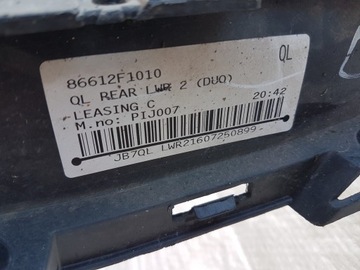 86612F1010 QL
QL REAR LWR 2 (DUO)
LEASING C 20:42
M.no: PIJ007
JB7QL LWR21607250899